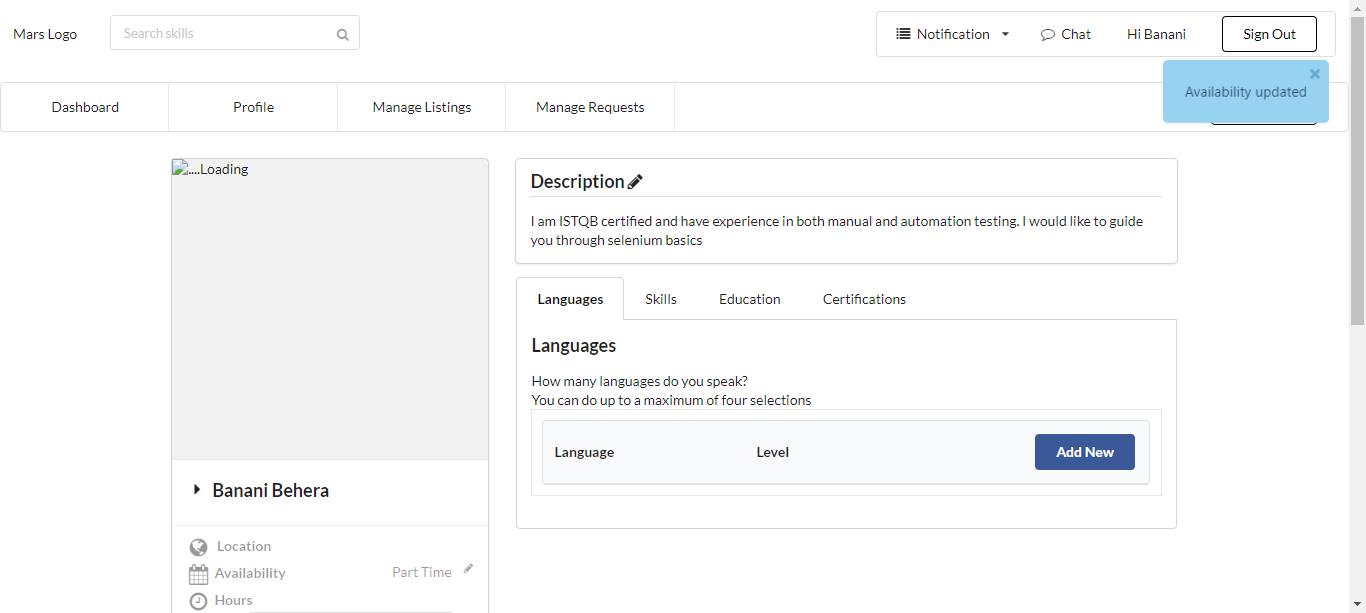 Mars Logo
Search skills
Notification
Chat
Hi Banani
Sign Out
Availability updated
Dashboard
Profile
Manage Listings
Manage Requests
....Loading
Banani Behera
Location
Availability
Part Time
Hours
Description
I am ISTQB certified and have experience in both manual and automation testing. I would like to guide
you through selenium basics
Languages
Skills
Education
Certifications
Languages
How many languages do you speak?
You can do up to a maximum of four selections
Language
Level
Add New